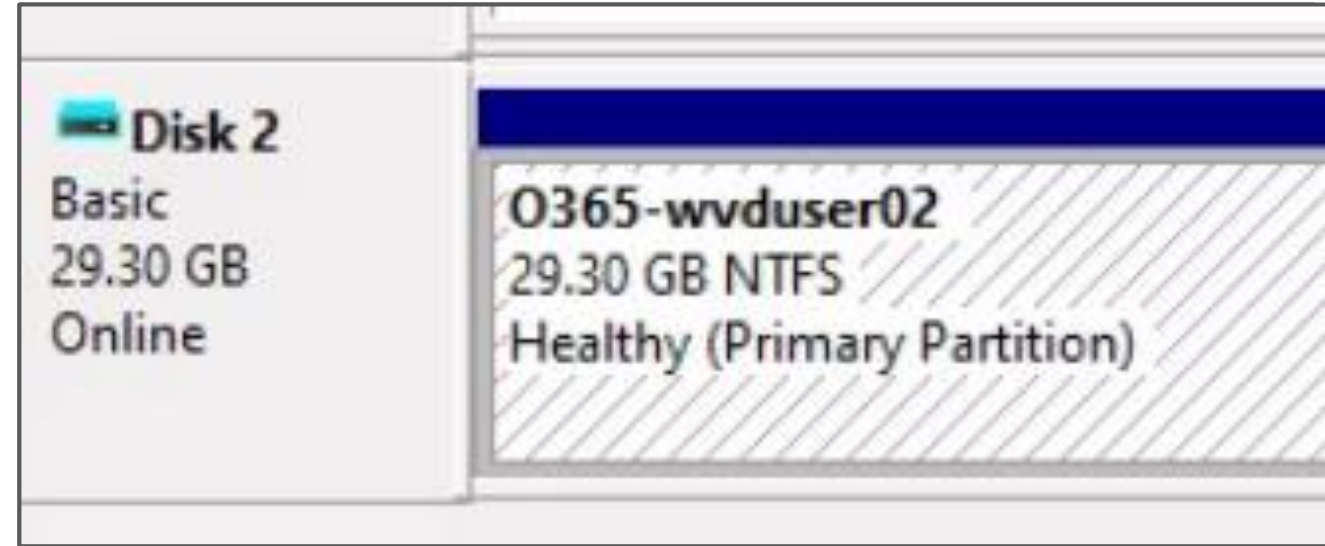 Disk 2
Basic
29.30 GB
Online
O365-wvduser02
29.30 GB NTFS
Healthy (Primary Partition)